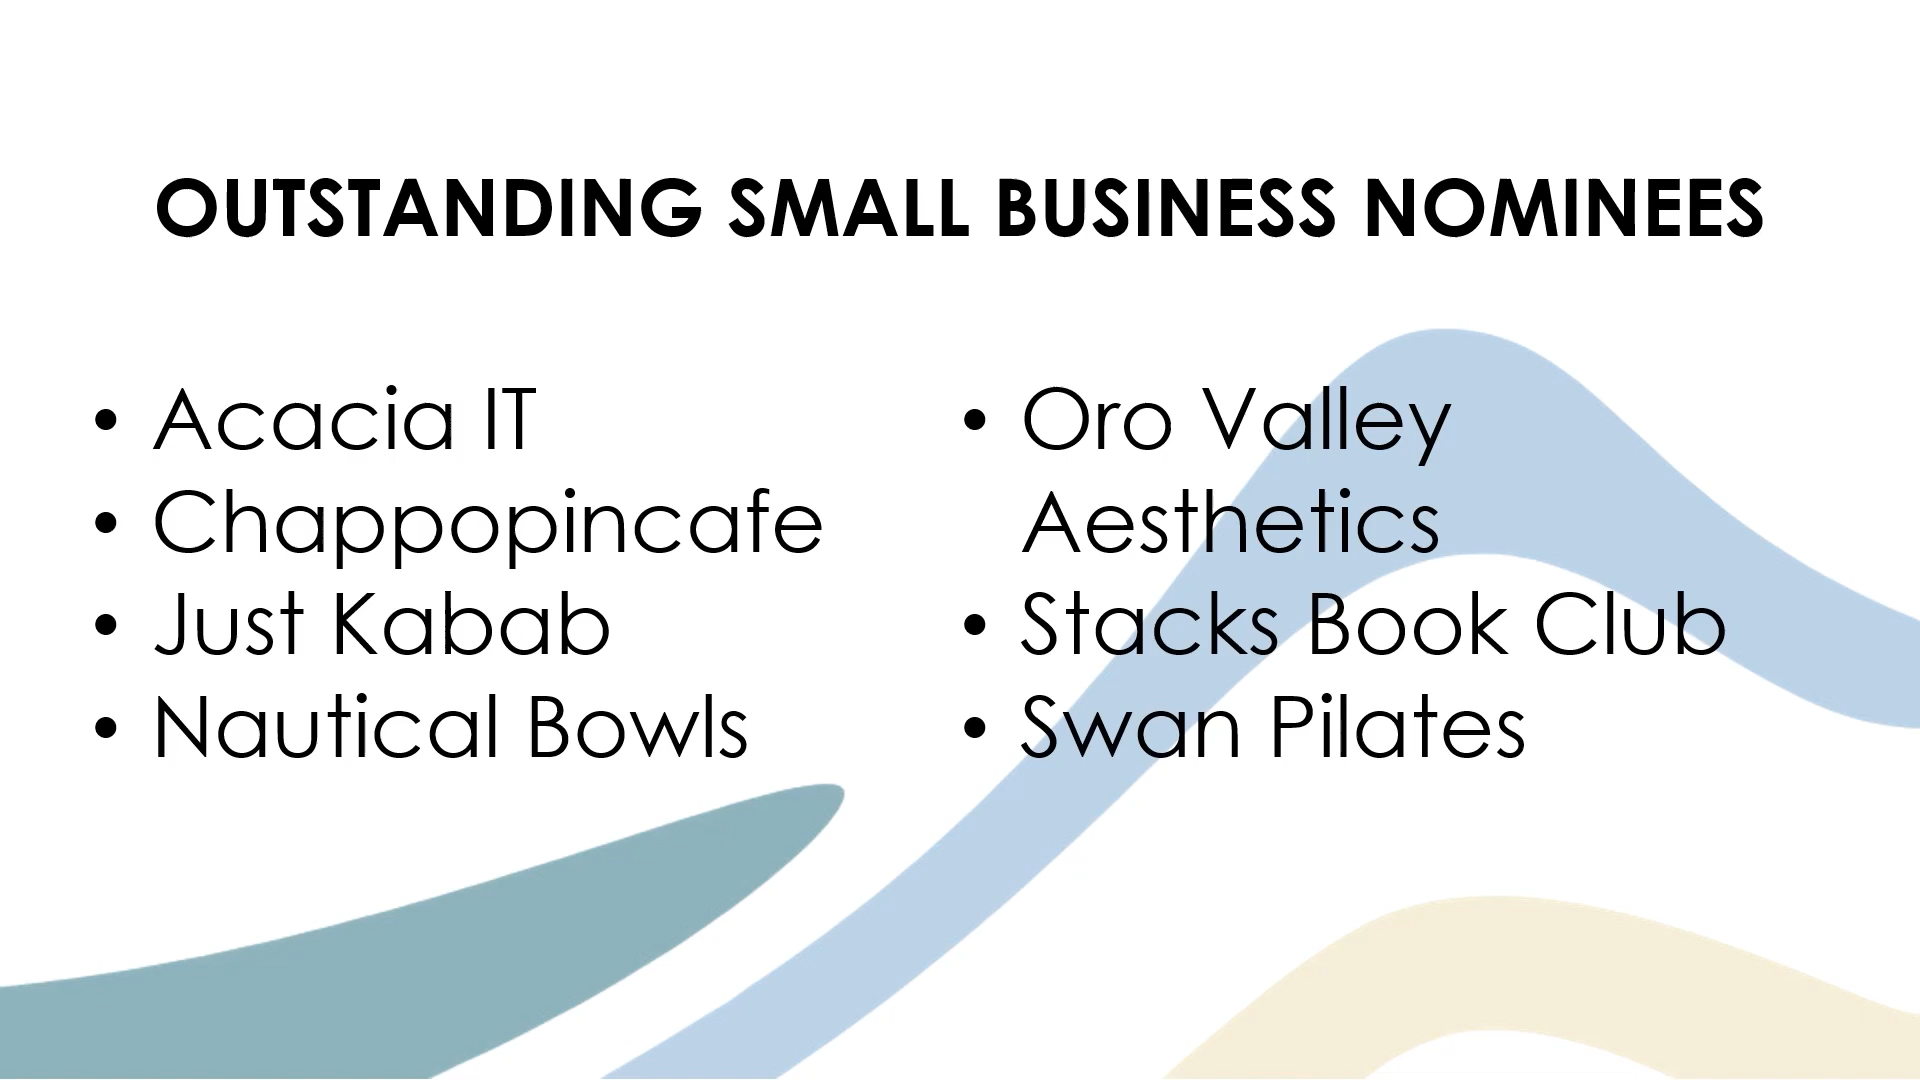 OUTSTANDING SMALL BUSINESS NOMINEES
• Acacia IT
• Chappopincafe
• Just Kabab
• Nautical Bowls
• Oro Valley
Aesthetics
• Stacks Book Club
• Swan Pilates